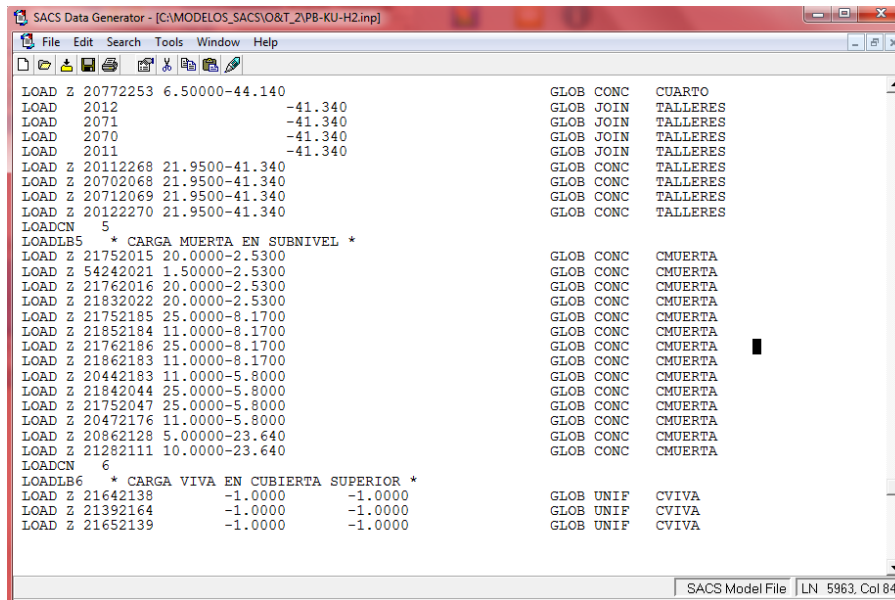 SACS Data Generator - [C:\MODELOS_SACS\O&T_2\PB-KU-H2.inp]
File Edit Search Tools Window Help
LOAD Z 20772253 6.50000-44.140 GLOB CONC CUARTO
LOAD 2012 -41.340 GLOB JOIN TALLERES
LOAD 2071 -41.340 GLOB JOIN TALLERES
LOAD 2070 -41.340 GLOB JOIN TALLERES
LOAD 2011 -41.340 GLOB JOIN TALLERES
LOAD Z 20112268 21.9500-41.340 GLOB CONC TALLERES
LOAD Z 20702068 21.9500-41.340 GLOB CONC TALLERES
LOAD Z 20712069 21.9500-41.340 GLOB CONC TALLERES
LOAD Z 20122270 21.9500-41.340 GLOB CONC TALLERES
LOADCN 5
LOADLB5 * CARGA MUERTA EN SUBNIVEL *
LOAD Z 21752015 20.0000-2.5300 GLOB CONC CMUERTA
LOAD Z 54242021 1.50000-2.5300 GLOB CONC CMUERTA
LOAD Z 21762016 20.0000-2.5300 GLOB CONC CMUERTA
LOAD Z 21832022 20.0000-2.5300 GLOB CONC CMUERTA
LOAD Z 21752185 25.0000-8.1700 GLOB CONC CMUERTA
LOAD Z 21852184 11.0000-8.1700 GLOB CONC CMUERTA
LOAD Z 21762186 25.0000-8.1700 GLOB CONC CMUERTA
LOAD Z 21862183 11.0000-8.1700 GLOB CONC CMUERTA
LOAD Z 20442183 11.0000-5.8000 GLOB CONC CMUERTA
LOAD Z 21842044 25.0000-5.8000 GLOB CONC CMUERTA
LOAD Z 21752047 25.0000-5.8000 GLOB CONC CMUERTA
LOAD Z 20472176 11.0000-5.8000 GLOB CONC CMUERTA
LOAD Z 20862128 5.00000-23.640 GLOB CONC CMUERTA
LOAD Z 21282111 10.0000-23.640 GLOB CONC CMUERTA
LOADCN 6
LOADLB6 * CARGA VIVA EN CUBIERTA SUPERIOR *
LOAD Z 21642138 -1.0000 -1.0000 GLOB UNIF CVIVA
LOAD Z 21392164 -1.0000 -1.0000 GLOB UNIF CVIVA
LOAD Z 21652139 -1.0000 -1.0000 GLOB UNIF CVIVA
SACS Model File LN 5963, Col 84